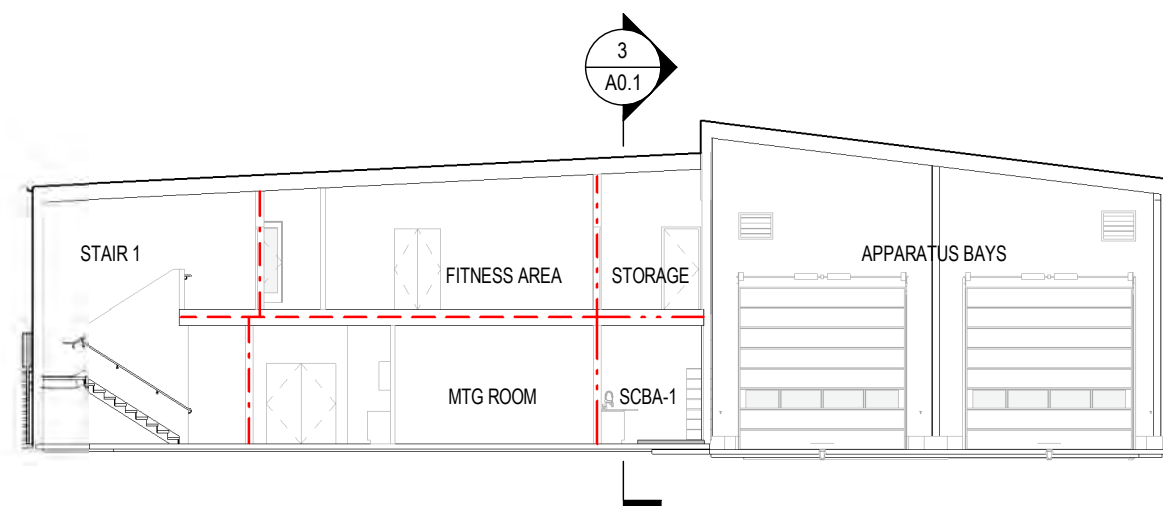 3
A0.1
STAIR 1
FITNESS AREA
STORAGE
APPARATUS BAYS
MTG ROOM
SCBA-1